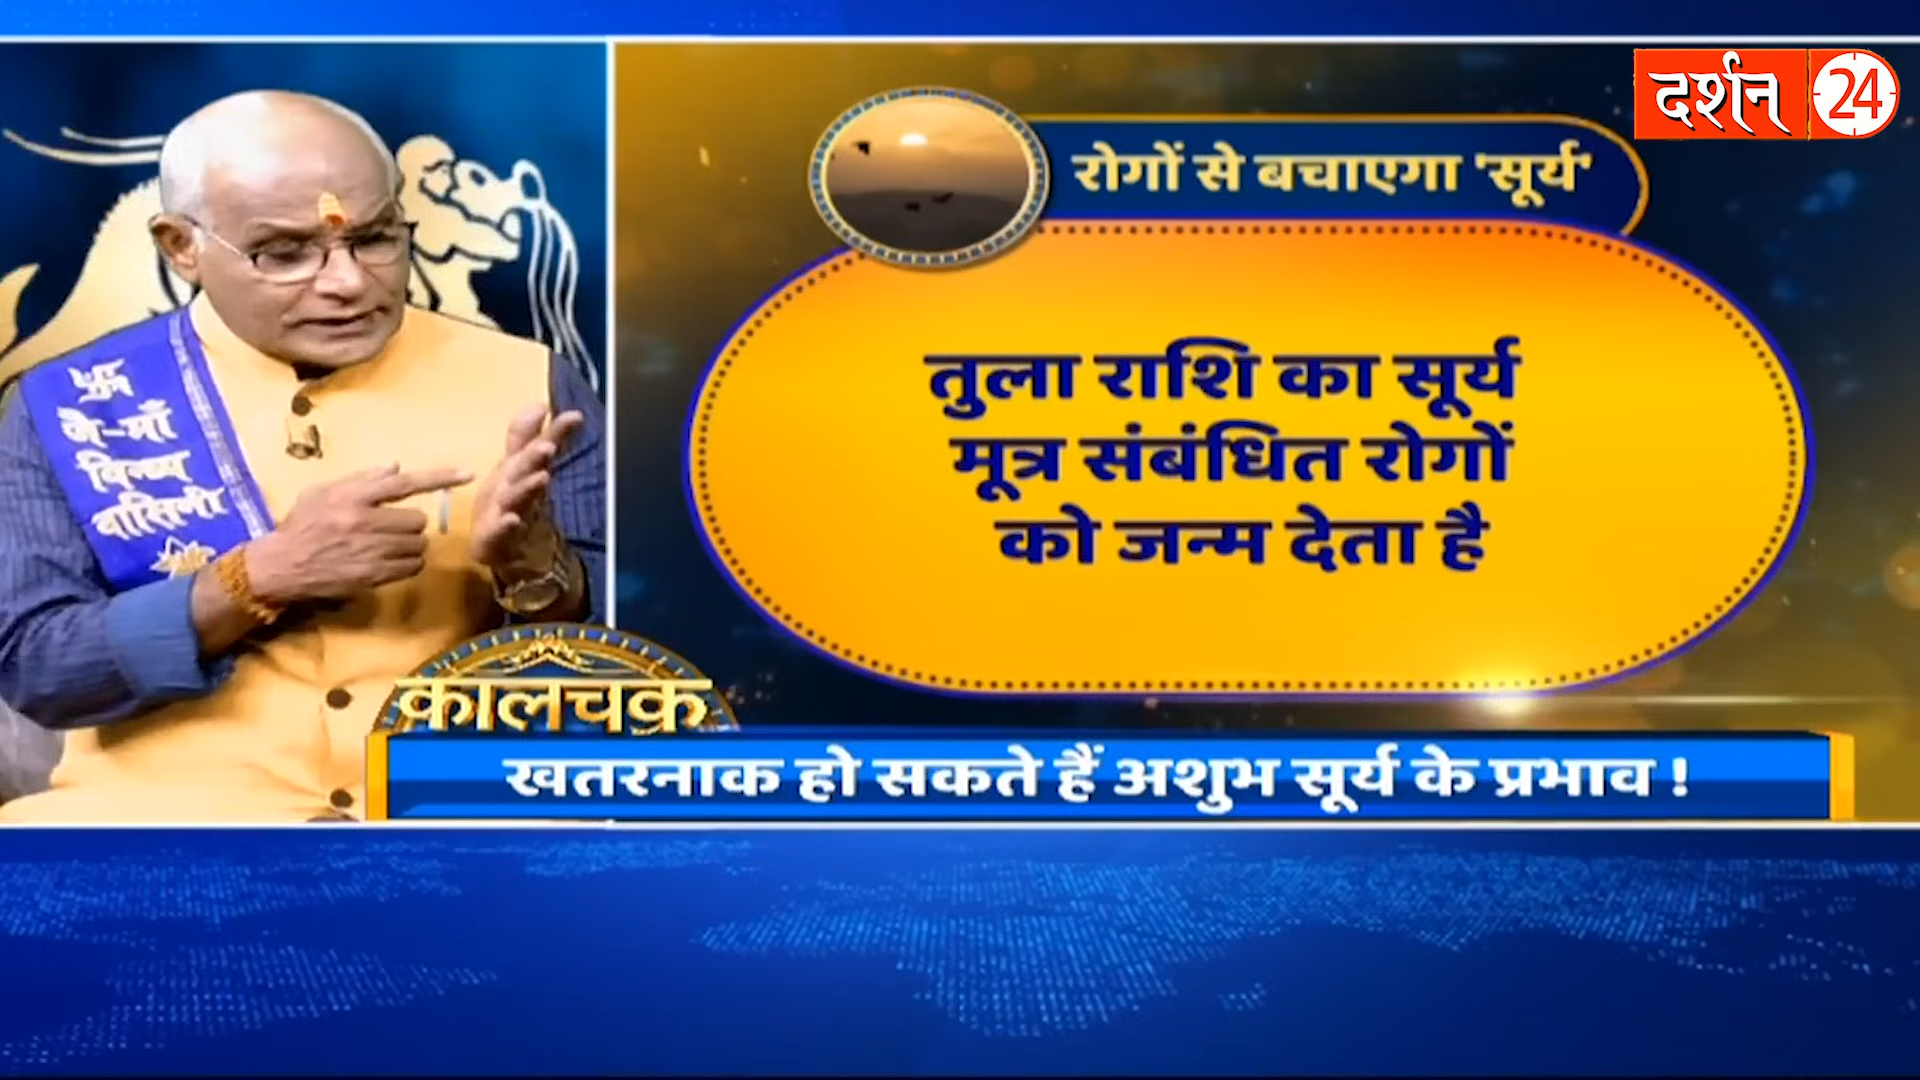 दर्शन 24
रोगों से बचाएगा 'सूर्य'
तुला राशि का सूर्य
मूत्र संबंधित रोगों
को जन्म देता है
जै-माँ
विन्ध्य
वासिनी
कालचक्र
खतरनाक हो सकते हैं अशुभ सूर्य के प्रभाव !